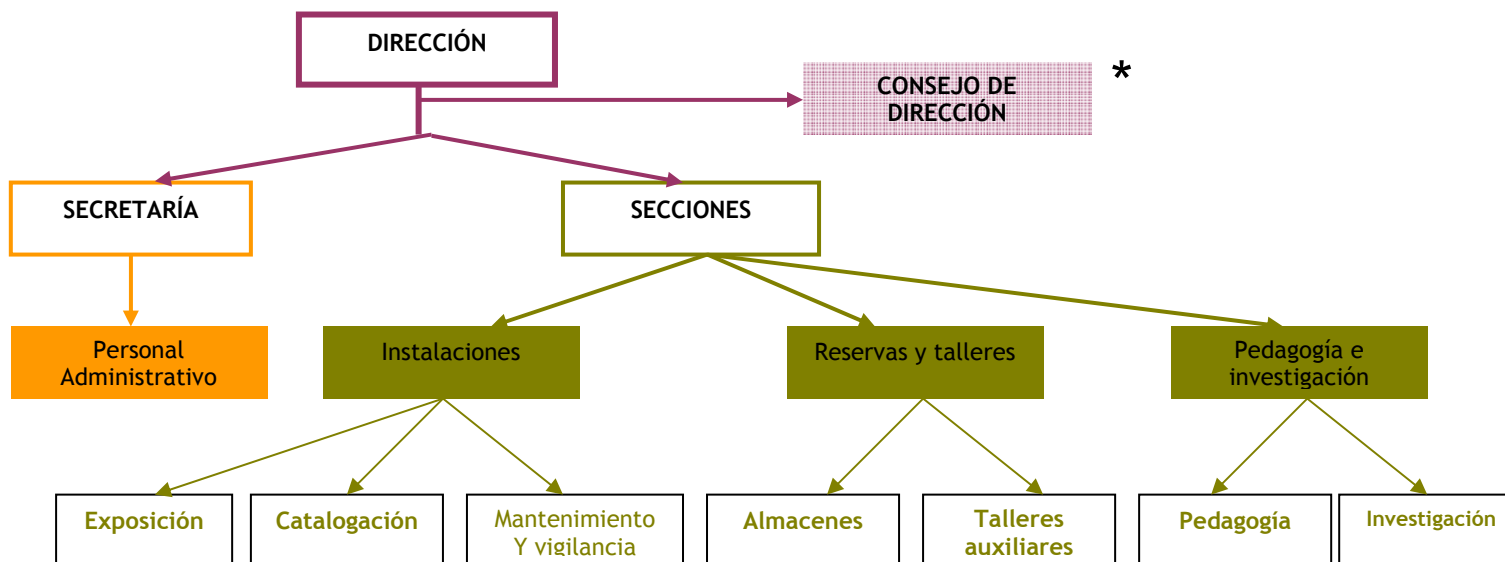 DIRECCIÓN
*
CONSEJO DE
DIRECCIÓN
SECRETARÍA
SECCIONES
Personal
Administrativo
Instalaciones
Reservas y talleres
Pedagogía e
investigación
Exposición
Catalogación
Mantenimiento
Y vigilancia
Almacenes
Talleres
auxiliares
Pedagogía
Investigación